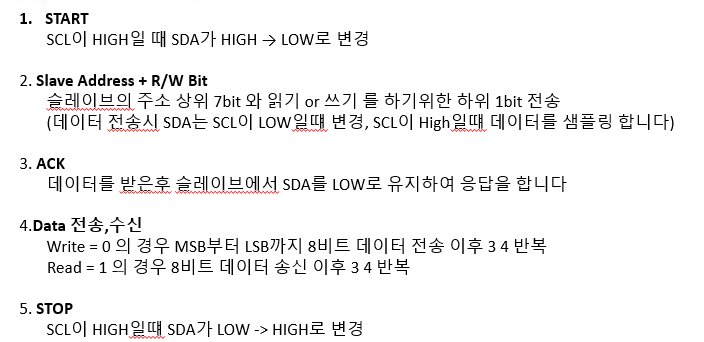 1. START
SCL이 HIGH일 때 SDA가 HIGH → LOW로 변경
2. Slave Address + R/W Bit
슬레이브의 주소 상위 7bit 와 읽기 or 쓰기 를 하기위한 하위 1bit 전송
(데이터 전송시 SDA는 SCL이 LOW일떄 변경, SCL이 High일떄 데이터를 샘플링 합니다)
3. ACK
데이터를 받은후 슬레이브에서 SDA를 LOW로 유지하여 응답을 합니다
4.Data 전송,수신
Write = 0 의 경우 MSB부터 LSB까지 8비트 데이터 전송 이후 3 4 반복
Read = 1 의 경우 8비트 데이터 송신 이후 3 4 반복
5. STOP
SCL이 HIGH일떄 SDA가 LOW -> HIGH로 변경